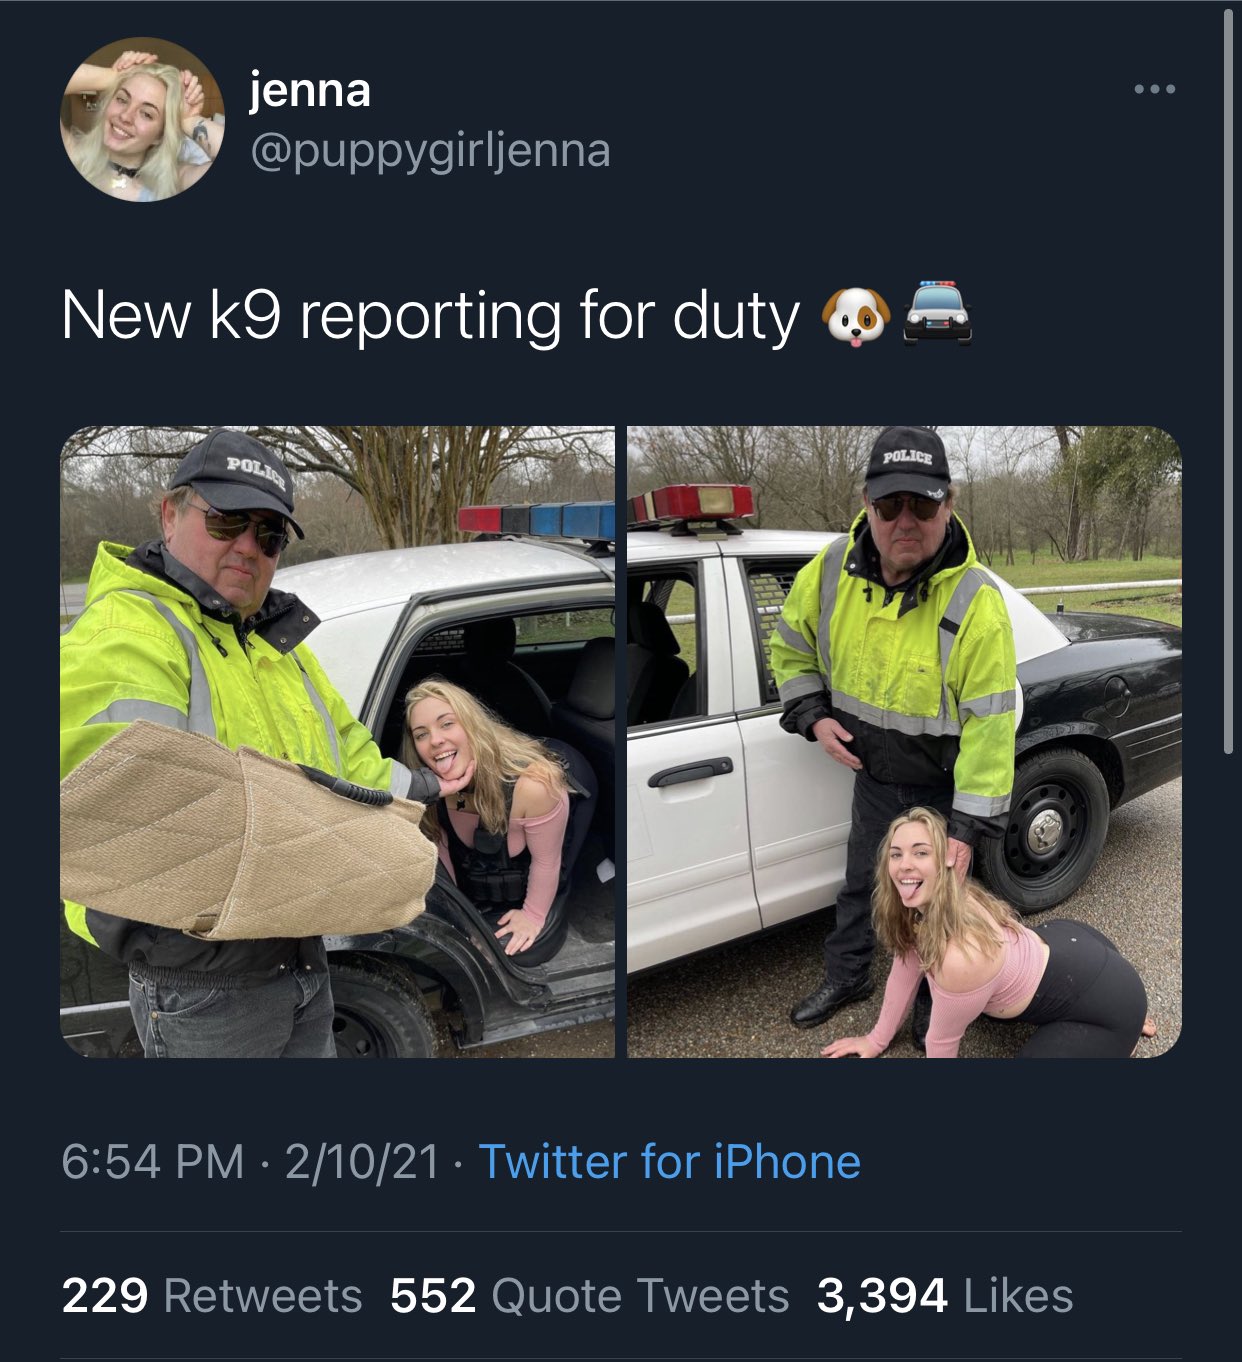 jenna
@puppygirljenna
New k9 reporting for duty 🐶🚔
POLICE
POLICE
6:54 PM · 2/10/21 · Twitter for iPhone
229 Retweets 552 Quote Tweets 3,394 Likes